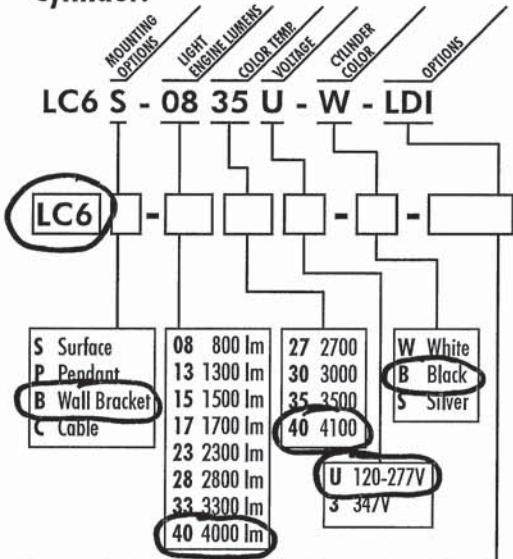 Cylinder:
MOUNTING OPTIONS
LIGHT ENGINE LUMENS
COLOR TEMP.
VOLTAGE
CYLINDER COLOR
OPTIONS
LC6 S - 08 35 U - W - LDI
LC6 - -
S Surface
P Pendant
B Wall Bracket
C Cable
08 800 lm
13 1300 lm
15 1500 lm
17 1700 lm
23 2300 lm
28 2800 lm
33 3300 lm
40 4000 lm
27 2700
30 3000
35 3500
40 4100
U 120-277V
3 347V
W White
B Black
S Silver